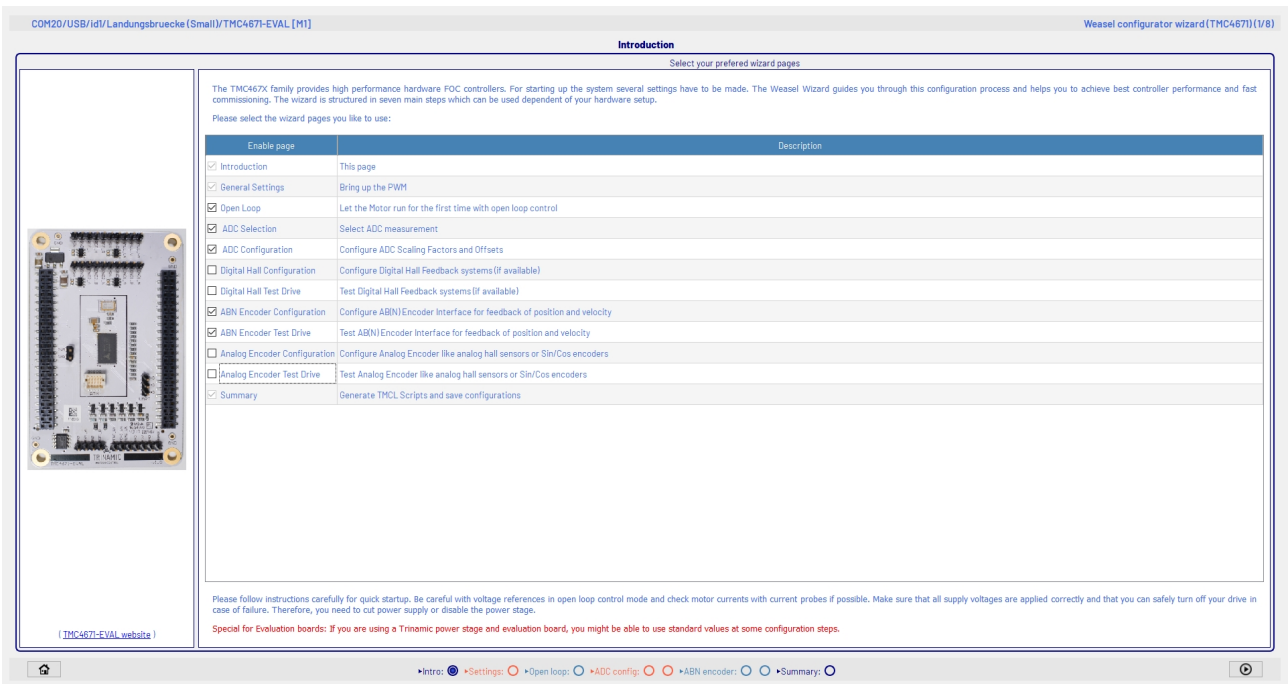 COM20/USB/id1/Landungsbruecke (Small)/TMC4671-EVAL [M1]
Weasel configurator wizard (TMC4671) (1/8)
Introduction
Select your prefered wizard pages
The TMC467X family provides high performance hardware FOC controllers. For starting up the system several settings have to be made. The Weasel Wizard guides you through this configuration process and helps you to achieve best controller performance and fast
commissioning. The wizard is structured in seven main steps which can be used dependent of your hardware setup.
Please select the wizard pages you like to use:
Enable page Description
Introduction This page
General Settings Bring up the PWM
Open Loop Let the Motor run for the first time with open loop control
ADC Selection Select ADC measurement
ADC Configuration Configure ADC Scaling Factors and Offsets
Digital Hall Configuration Configure Digital Hall Feedback systems (if available)
Digital Hall Test Drive Test Digital Hall Feedback systems (if available)
ABN Encoder Configuration Configure AB(N) Encoder Interface for feedback of position and velocity
ABN Encoder Test Drive Test AB(N) Encoder Interface for feedback of position and velocity
Analog Encoder Configuration Configure Analog Encoder like analog hall sensors or Sin/Cos encoders
Analog Encoder Test Drive Test Analog Encoder like analog hall sensors or Sin/Cos encoders
Summary Generate TMCL Scripts and save configurations
TRINAMIC
TMC4671-EVAL
Please follow instructions carefully for quick startup. Be careful with voltage references in open loop control mode and check motor currents with current probes if possible. Make sure that all supply voltages are applied correctly and that you can safely turn off your drive in
case of failure. Therefore, you need to cut power supply or disable the power stage.
Special for Evaluation boards: If you are using a Trinamic power stage and evaluation board, you might be able to use standard values at some configuration steps.
( TMC4671-EVAL website )
Intro: Settings: Open loop: ADC config: ABN encoder: Summary: